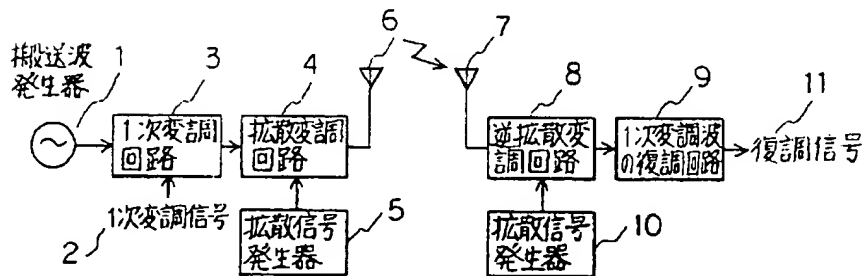 搬送波
発生器
1
3
4
6
7
8
9
11
~
1次変調
回路
拡散変調
回路
逆拡散変
調回路
1次変調波
の復調回路
復調信号
1次変調信号
2
拡散信号
発生器
5
拡散信号
発生器
10